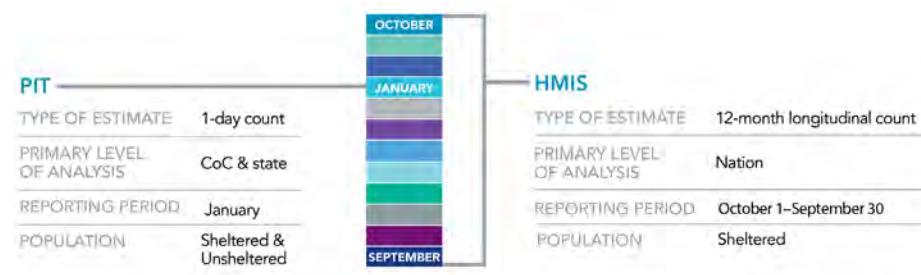 OCTOBER
PIT
JANUARY
HMIS
TYPE OF ESTIMATE 1-day count
TYPE OF ESTIMATE 12-month longitudinal count
PRIMARY LEVEL
OF ANALYSIS CoC & state
PRIMARY LEVEL
OF ANALYSIS Nation
REPORTING PERIOD January
REPORTING PERIOD October 1–September 30
POPULATION Sheltered &
Unsheltered
POPULATION Sheltered
SEPTEMBER